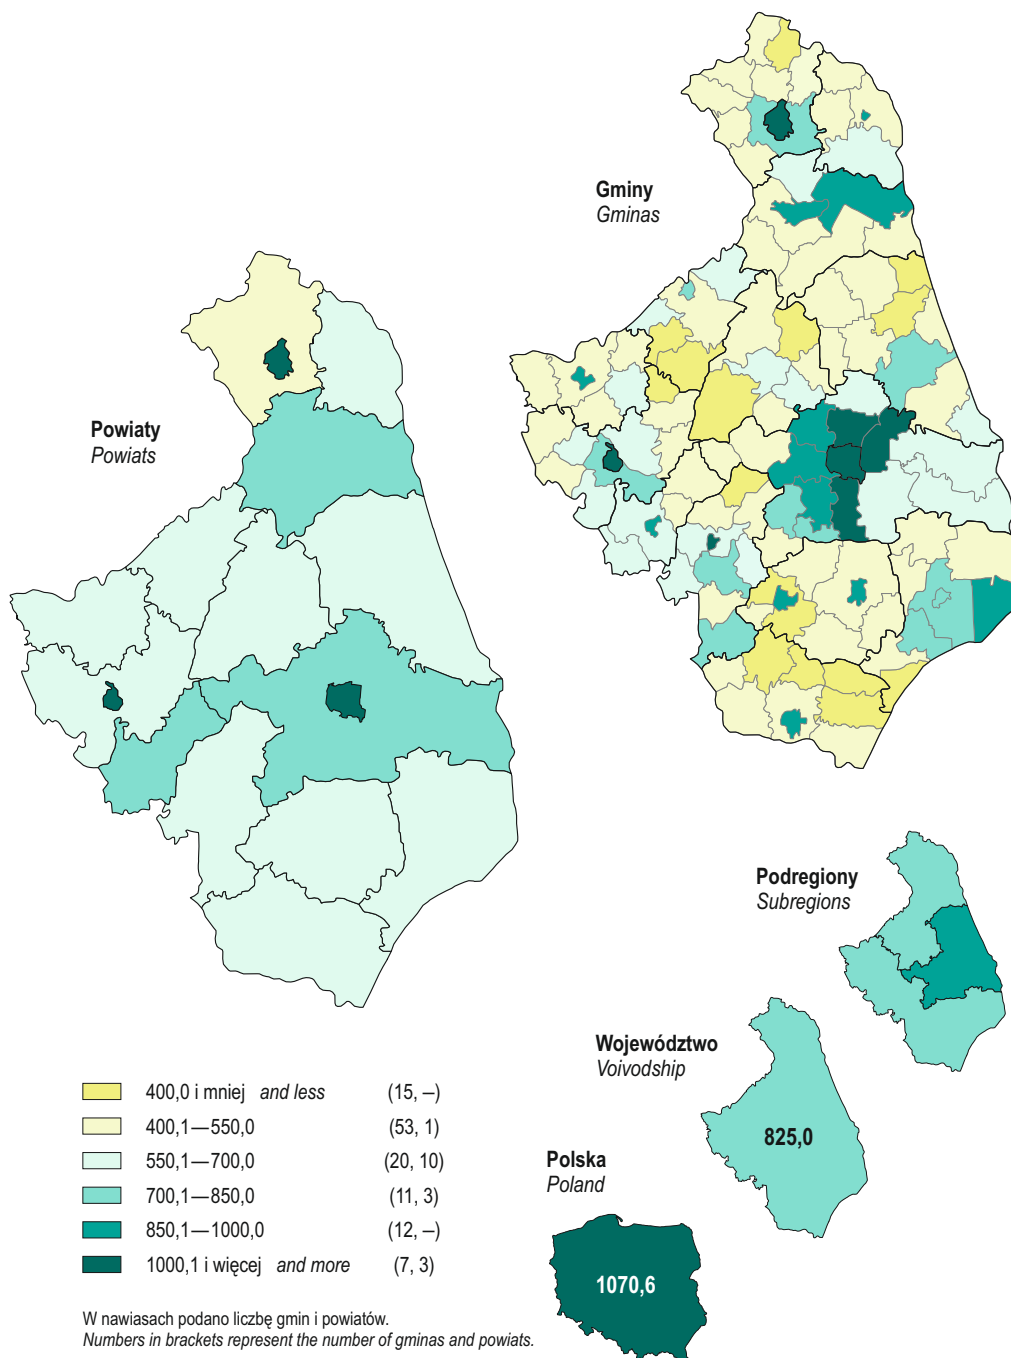 Gminy
Gminas
Powiaty
Powiats
Podregiony
Subregions
Województwo
Voivodship
825,0
Polska
Poland
1070,6
400,0 i mniej and less (15, –)
400,1—550,0 (53, 1)
550,1—700,0 (20, 10)
700,1—850,0 (11, 3)
850,1—1000,0 (12, –)
1000,1 i więcej and more (7, 3)
W nawiasach podano liczbę gmin i powiatów.
Numbers in brackets represent the number of gminas and powiats.